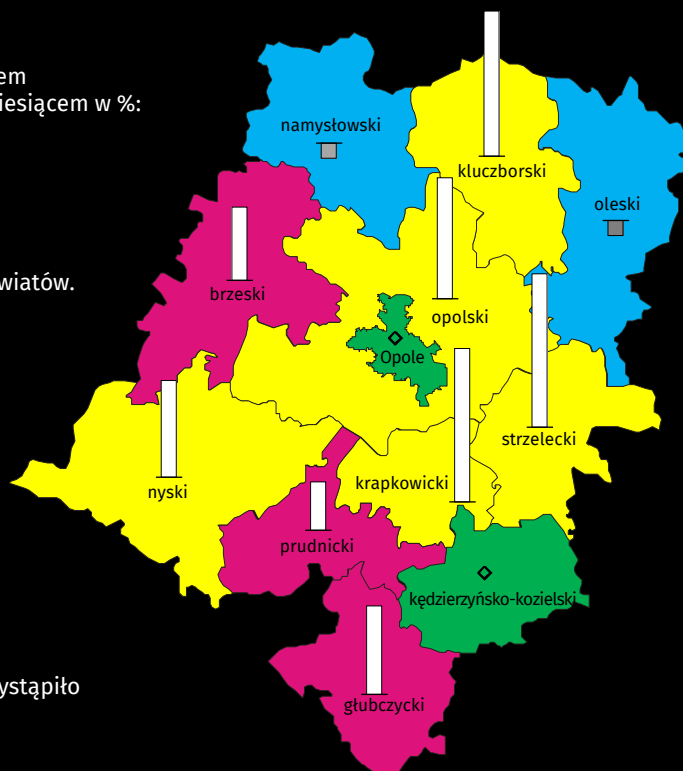 em
iesiącem w %:
namysłowski
kluczborski
oleski
wiatów.
brzeski
opolski
Opole
strzelecki
krapkowicki
nyski
prudnicki
kędzierzyńsko-kozielski
ystąpiło
głubczycki